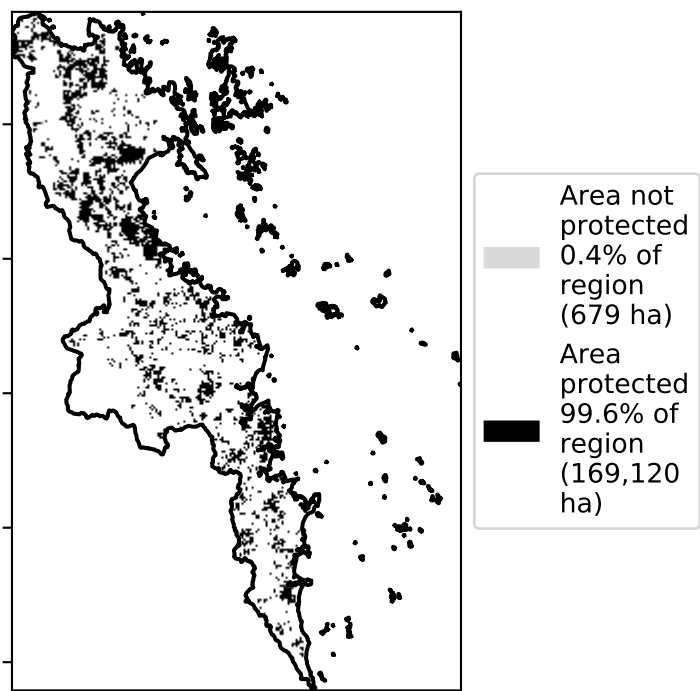 Area not
protected
0.4% of
region
(679 ha)
Area
protected
99.6% of
region
(169,120
ha)